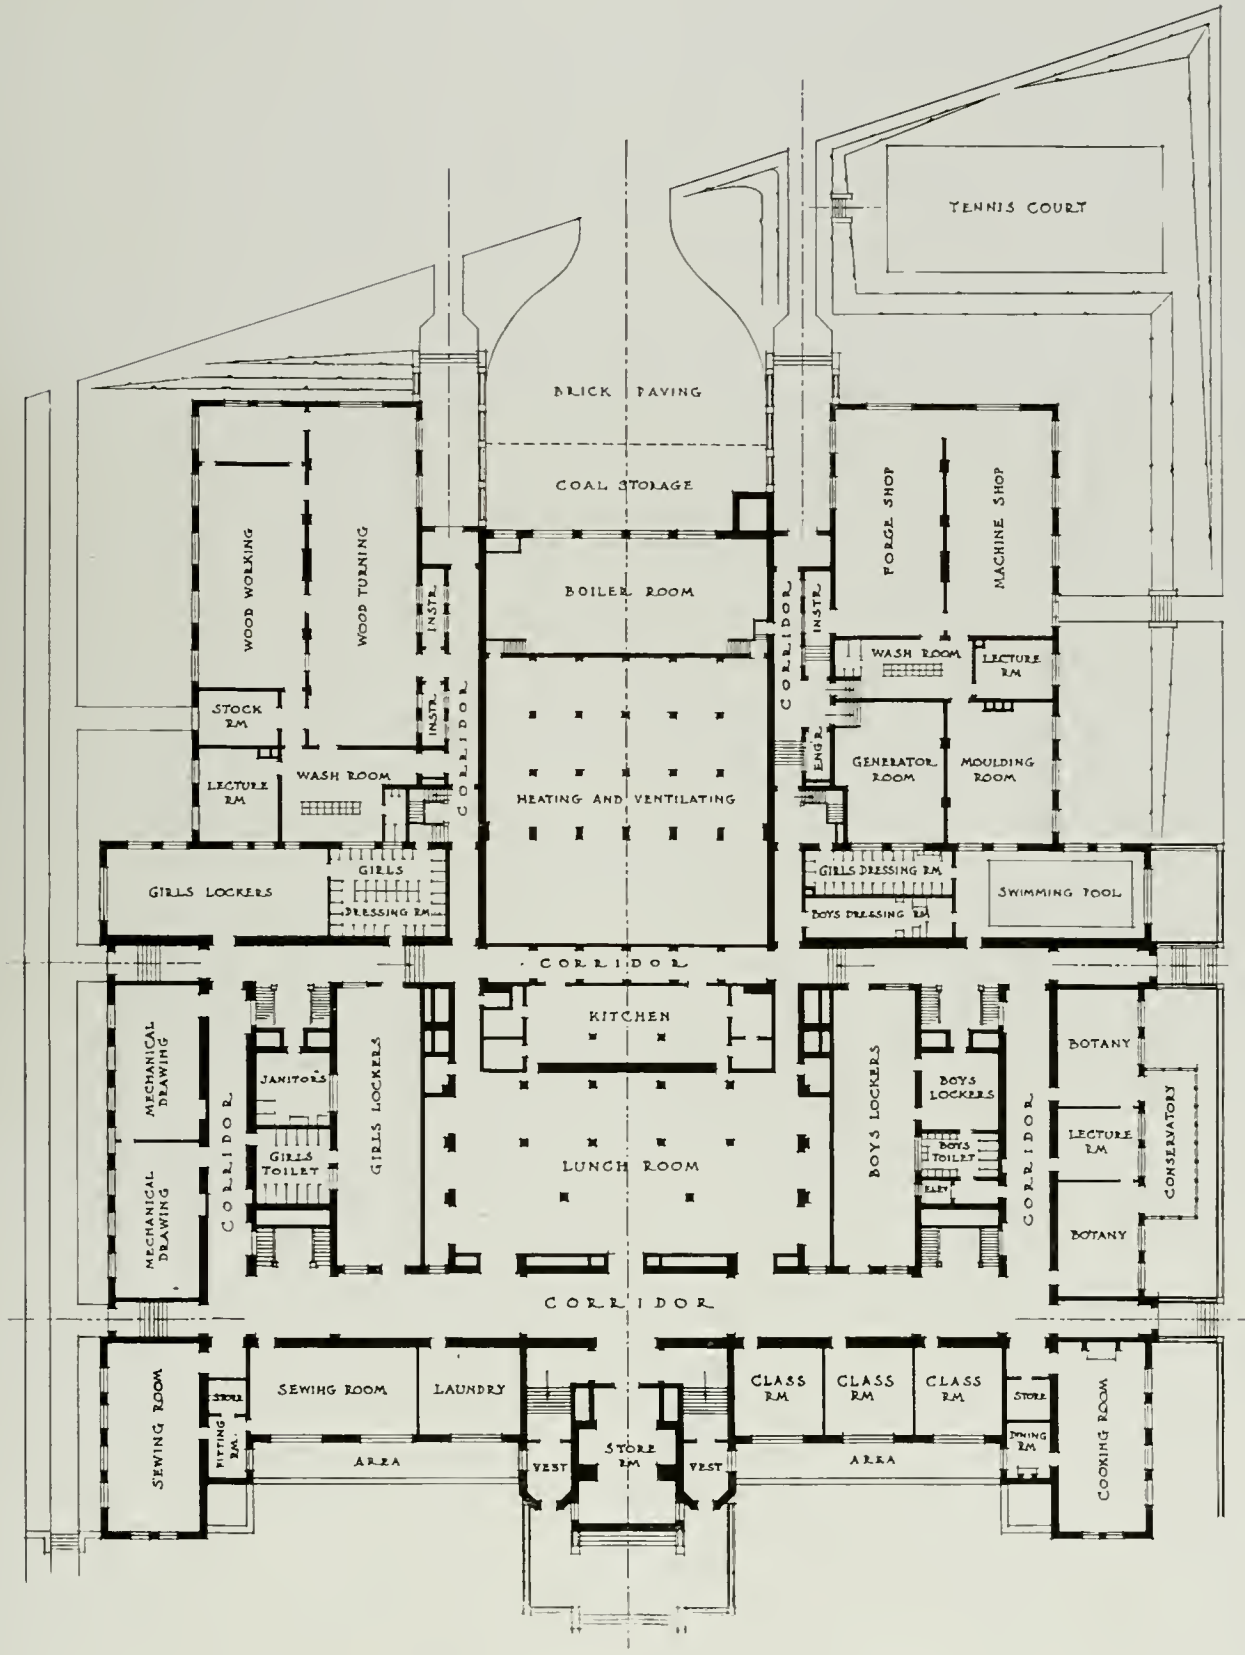 TENNIS COURT
BRICK PAVING
COAL STORAGE
WOOD WORKING
WOOD TURNING
INSTR.
BOILER ROOM
CORRIDOR
INSTR.
FORGE SHOP
MACHINE SHOP
WASH ROOM
LECTURE
RM
STOCK
RM.
INSTR.
CORRIDOR
ENG'R.
GENERATOR
ROOM
MOULDING
ROOM
LECTURE
RM
WASH ROOM
HEATING AND VENTILATING
GIRLS LOCKERS
GIRLS
DRESSING RM
GIRLS DRESSING RM
BOYS DRESSING RM
SWIMMING POOL
CORRIDOR
KITCHEN
MECHANICAL
DRAWING
CORRIDOR
JANITORS
GIRLS LOCKERS
BOYS LOCKERS
BOYS
LOCKERS
CORRIDOR
BOTANY
GIRLS
TOILET
LUNCH ROOM
BOYS
TOILET
ELEV
LECTURE
RM
CONSERVATORY
MECHANICAL
DRAWING
BOTANY
CORRIDOR
SEWING ROOM
STORE
FITTING
RM.
SEWING ROOM
LAUNDRY
CLASS
RM
CLASS
RM
CLASS
RM
STORE
DINING
RM
COOKING ROOM
AREA
VEST
STORE
RM
VEST
AREA